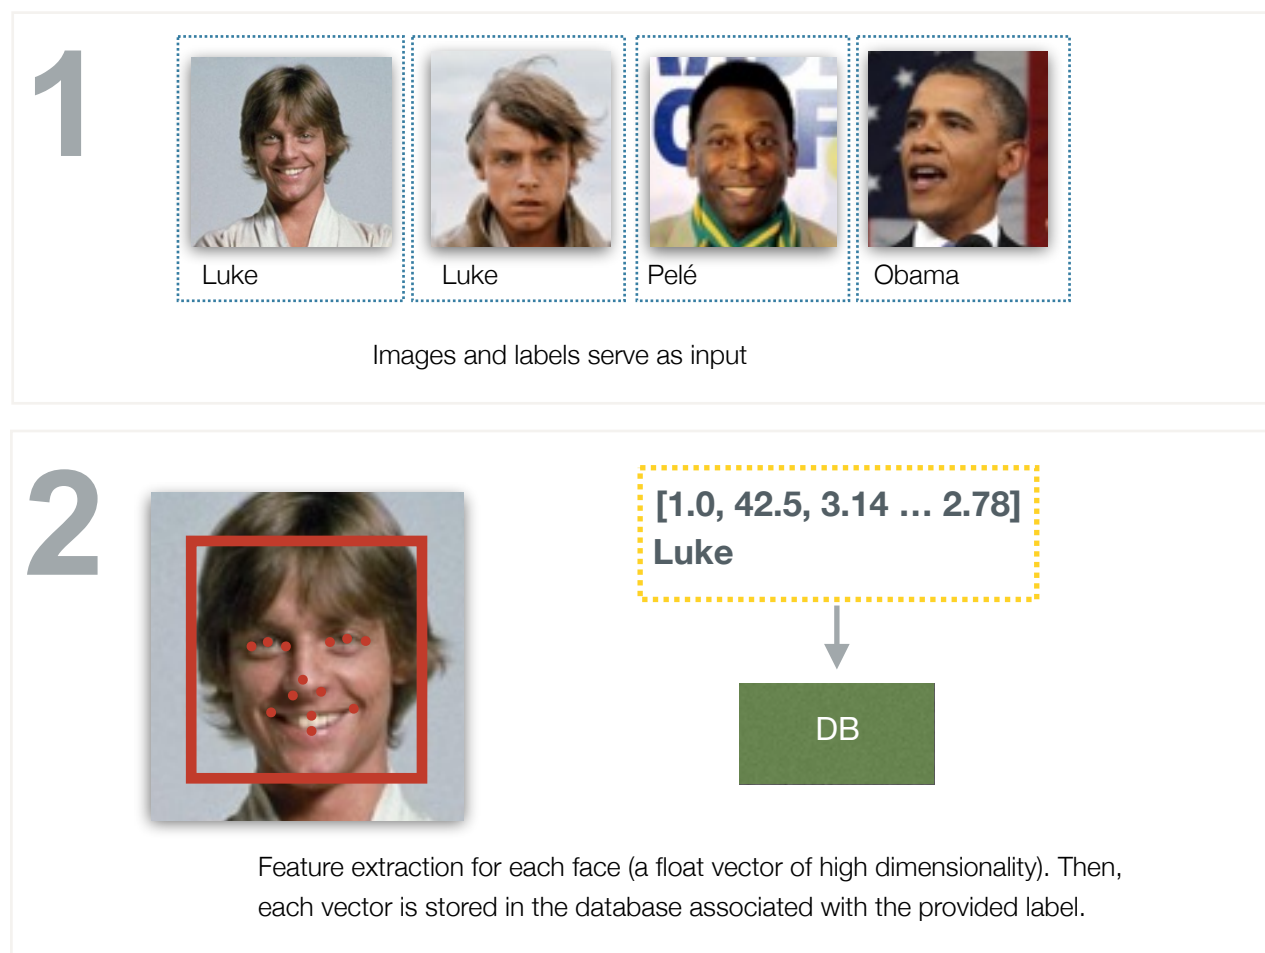 1
Luke
Luke
Pelé
Obama
Images and labels serve as input
2
[1.0, 42.5, 3.14 … 2.78]
Luke
DB
Feature extraction for each face (a float vector of high dimensionality). Then,
each vector is stored in the database associated with the provided label.